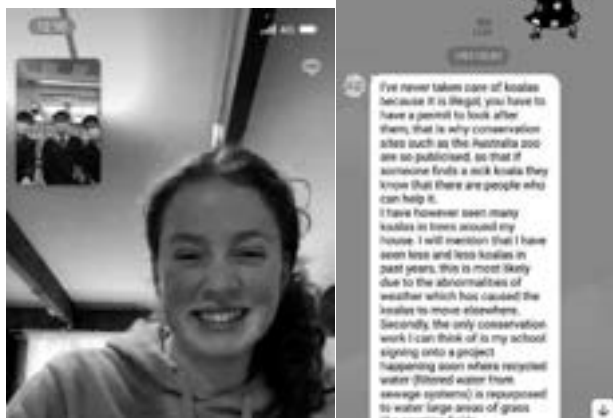 4G
I've never taken care of koalas
because it is illegal, you have to
have a permit to look after
them, that is why conservation
sites such as the Australia zoo
are so publicised, so that if
someone finds a sick koala they
know that there are people who
can help it.
I have however seen many
koalas in trees around my
house. I will mention that I have
seen less and less koalas in
past years, this is most likely
due to the abnormalities of
weather which has caused the
koalas to move elsewhere.
Secondly, the only conservation
work I can think of is my school
signing onto a project
happening soon where recycled
water (filtered water from
sewage systems) is repurposed
to water large areas of grass